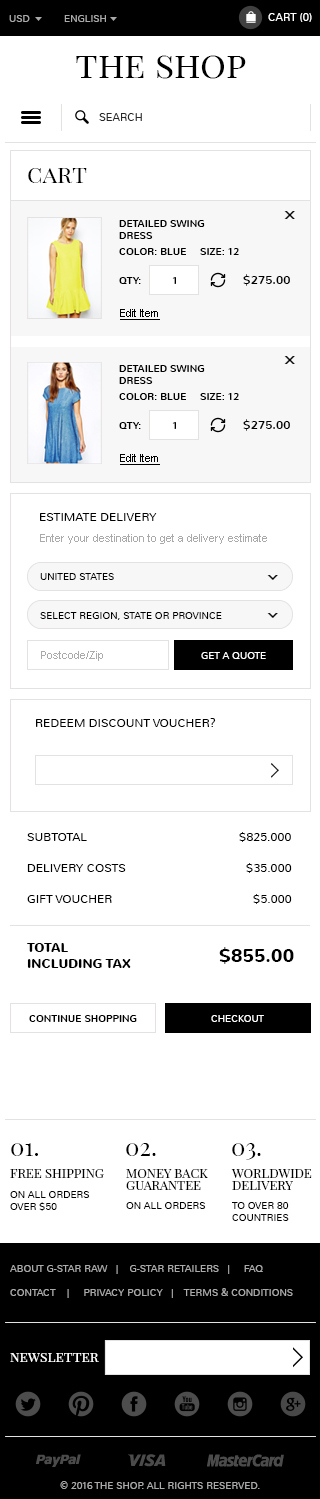 USD ENGLISH CART (0)
THE SHOP
SEARCH
CART
DETAILED SWING
DRESS
COLOR: BLUE SIZE: 12
QTY: 1 $275.00
Edit Item
DETAILED SWING
DRESS
COLOR: BLUE SIZE: 12
QTY: 1 $275.00
Edit Item
ESTIMATE DELIVERY
Enter your destination to get a delivery estimate
UNITED STATES
SELECT REGION, STATE OR PROVINCE
Postcode/Zip GET A QUOTE
REDEEM DISCOUNT VOUCHER?
SUBTOTAL $825.000
DELIVERY COSTS $35.000
GIFT VOUCHER $5.000
TOTAL
INCLUDING TAX $855.00
CONTINUE SHOPPING CHECKOUT
01.
FREE SHIPPING
ON ALL ORDERS
OVER $50
02.
MONEY BACK
GUARANTEE
ON ALL ORDERS
03.
WORLDWIDE
DELIVERY
TO OVER 80
COUNTRIES
ABOUT G-STAR RAW | G-STAR RETAILERS | FAQ
CONTACT | PRIVACY POLICY | TERMS & CONDITIONS
NEWSLETTER
You Tube g+
PayPal VISA MasterCard
© 2016 THE SHOP. ALL RIGHTS RESERVED.